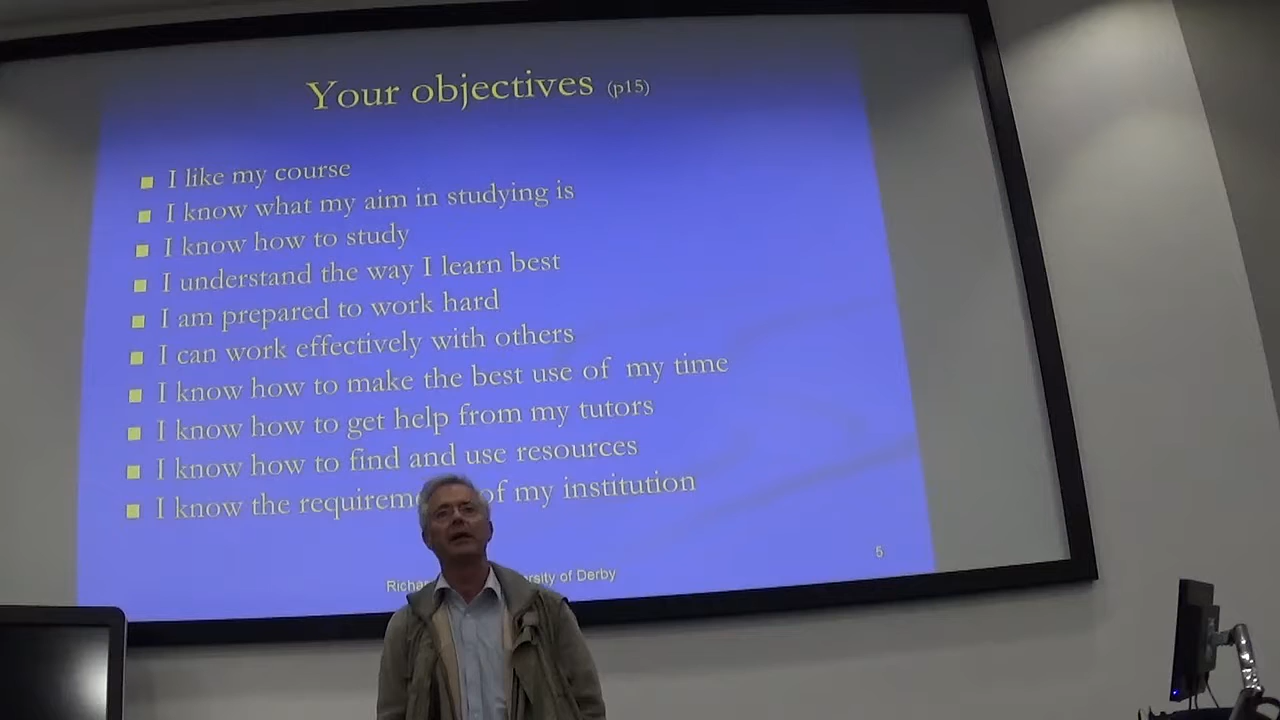 Your objectives (p15)
I like my course
I know what my aim in studying is
I know how to study
I understand the way I learn best
I am prepared to work hard
I can work effectively with others
I know how to make the best use of my time
I know how to get help from my tutors
I know how to find and use resources
I know the of my institution
of Derby
5